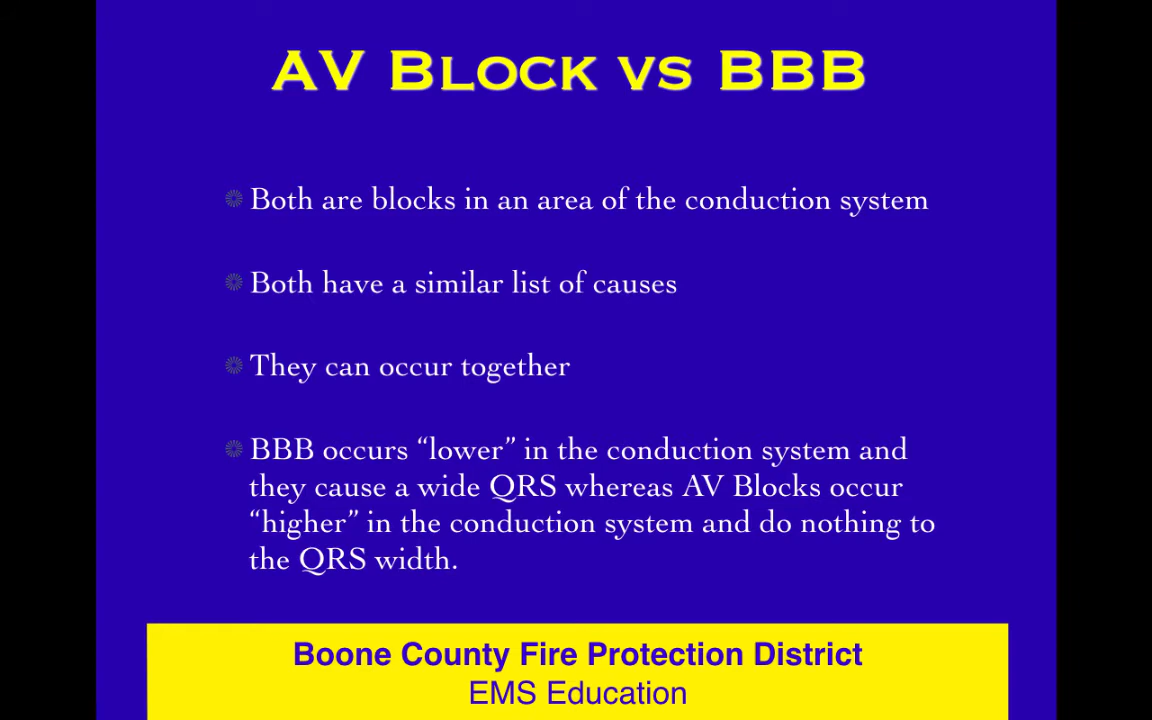 AV Block vs BBB
Both are blocks in an area of the conduction system
Both have a similar list of causes
They can occur together
BBB occurs “lower” in the conduction system and
they cause a wide QRS whereas AV Blocks occur
“higher” in the conduction system and do nothing to
the QRS width.
Boone County Fire Protection District
EMS Education